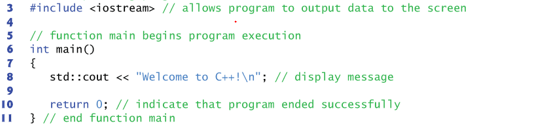 3 #include <iostream> // allows program to output data to the screen
4
5 // function main begins program execution
6 int main()
7 {
8 std::cout << "Welcome to C++!\n"; // display message
9
10 return 0; // indicate that program ended successfully
11 } // end function main